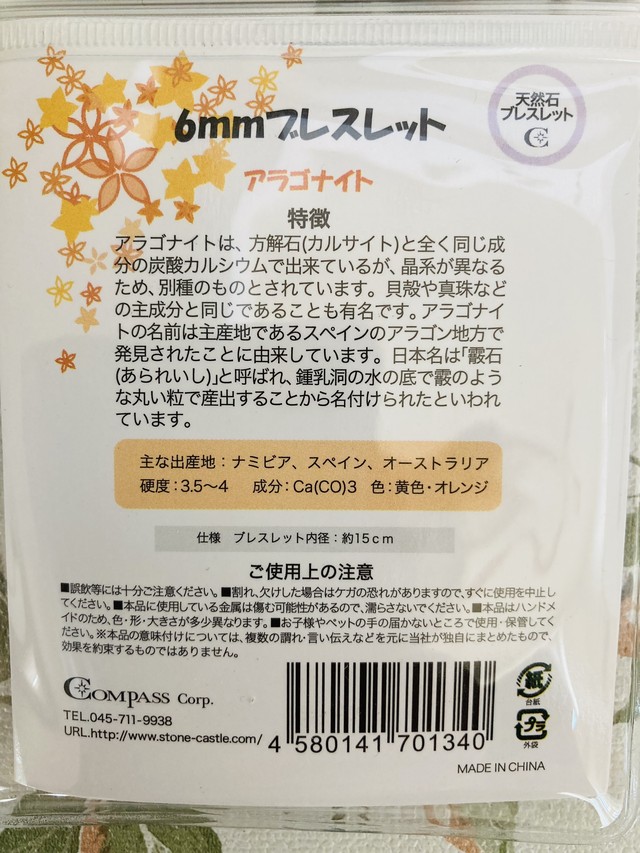 天然石
ブレスレット
C
6mmブレスレット
アラゴナイト
特徴
アラゴナイトは、方解石(カルサイト)と全く同じ成
分の炭酸カルシウムで出来ているが、晶系が異なる
ため、別種のものとされています。貝殻や真珠など
の主成分と同じであることも有名です。アラゴナイ
トの名前は主産地であるスペインのアラゴン地方で
発見されたことに由来しています。日本名は「霰石
(あられいし)」と呼ばれ、鍾乳洞の水の底で霰のよう
な丸い粒で産出することから名付けられたといわれ
ています。
主な出産地：ナミビア、スペイン、オーストラリア
硬度：3.5〜4 成分：Ca(CO)3 色：黄色・オレンジ
仕様 ブレスレット内径：約15cm
ご使用上の注意
■誤飲等には十分ご注意ください。■割れ、欠けした場合はケガの恐れがありますので、すぐに使用を中止し
てください。■本品に使用している金属は傷む可能性があるので、濡らさないでください。■本品はハンドメ
イドのため、色・形・大きさが多少異なります。■お子様やペットの手の届かないところで使用・保管してくだ
さい。※本品の意味付けについては、複数の謂れ・言い伝えなどを元に当社が独自にまとめたもので、
効果を約束するものではありません。
COMPASS Corp.
TEL.045-711-9938
URL.http://www.stone-castle.com/
4 580141 701340
紙
台紙
プラ
外袋
MADE IN CHINA